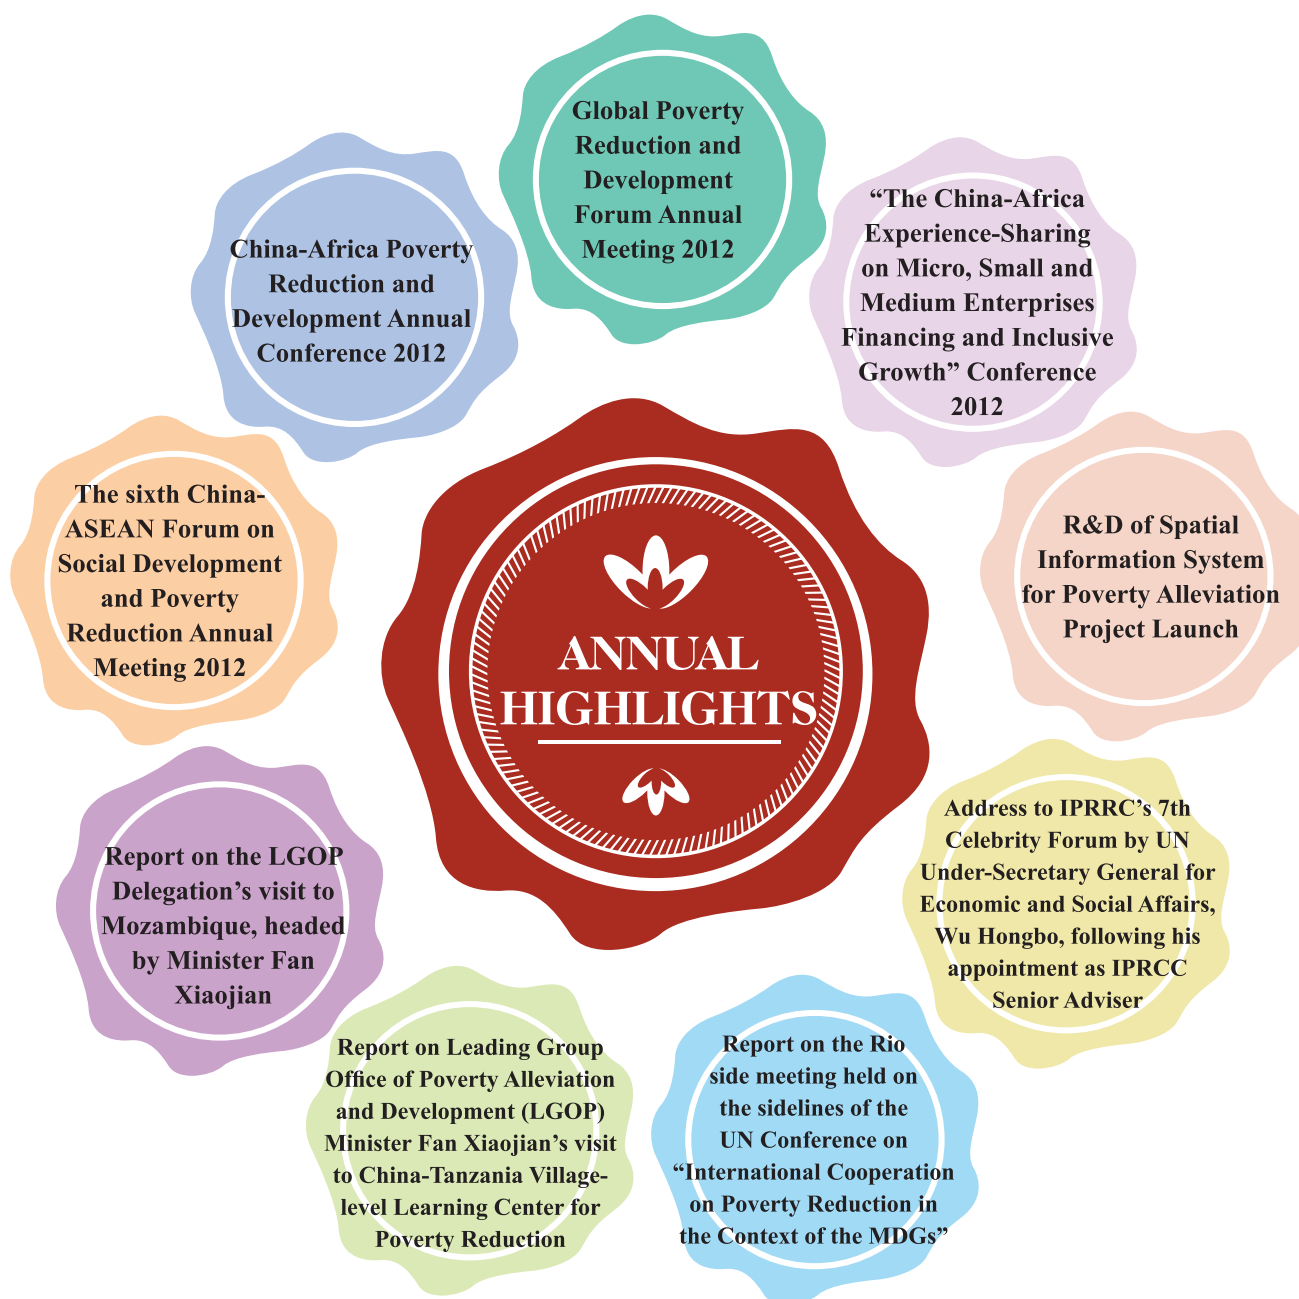 Global Poverty
Reduction and
Development
Forum Annual
Meeting 2012
China-Africa Poverty
Reduction and
Development Annual
Conference 2012
“The China-Africa
Experience-Sharing
on Micro, Small and
Medium Enterprises
Financing and Inclusive
Growth” Conference
2012
The sixth China-
ASEAN Forum on
Social Development
and Poverty
Reduction Annual
Meeting 2012
ANNUAL
HIGHLIGHTS
R&D of Spatial
Information System
for Poverty Alleviation
Project Launch
Report on the LGOP
Delegation’s visit to
Mozambique, headed
by Minister Fan
Xiaojian
Address to IPRRC’s 7th
Celebrity Forum by UN
Under-Secretary General for
Economic and Social Affairs,
Wu Hongbo, following his
appointment as IPRCC
Senior Adviser
Report on Leading Group
Office of Poverty Alleviation
and Development (LGOP)
Minister Fan Xiaojian’s visit
to China-Tanzania Village-
level Learning Center for
Poverty Reduction
Report on the Rio
side meeting held on
the sidelines of the
UN Conference on
“International Cooperation
on Poverty Reduction in
the Context of the MDGs”